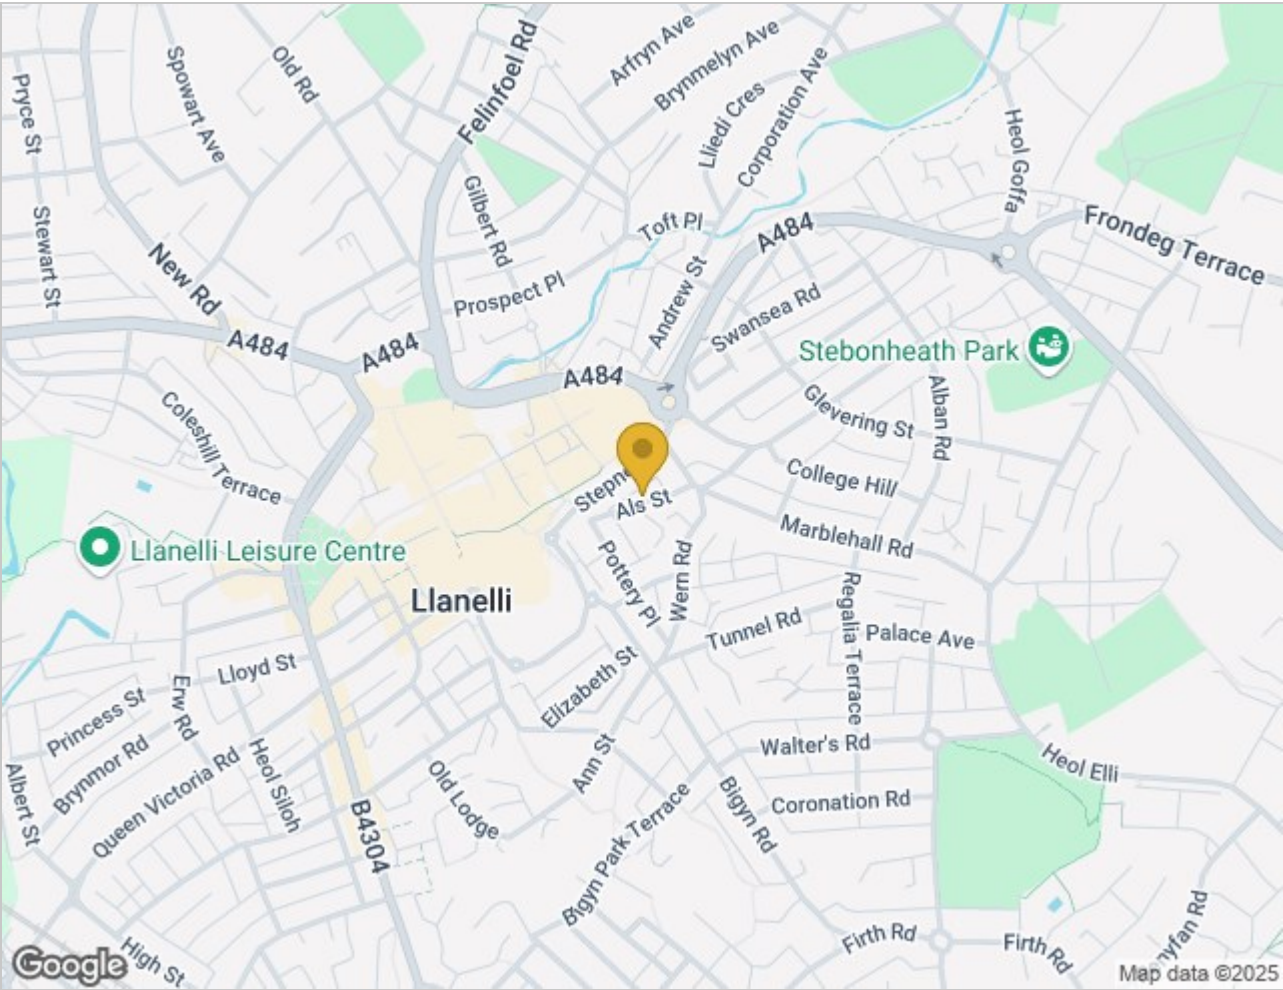 Arfryn Ave
Brynmelyn Ave
Old Rd
Spowart Ave
Felinfoel Rd
Corporation Ave
Lliedi Cres
Pryce St
Heol Goffa
Gilbert Rd
Stewart St
Toft Pl
A484
Frondeg Terrace
New Rd
Andrew St
Prospect Pl
Swansea Rd
A484
A484
Stebonheath Park
A484
Glevering St
Alban Rd
Coleshill Terrace
College Hill
Als St
Marblehall Rd
Llanelli Leisure Centre
Llanelli
Pottery Pl
Wern Rd
Regalia Terrace
Tunnel Rd
Palace Ave
Lloyd St
Elizabeth St
Erw Rd
Princess St
Brynmor Rd
Queen Victoria Rd
Heol Siloh
Walter's Rd
Heol Elli
Albert St
Old Lodge
Ann St
Bigyn Rd
Coronation Rd
B4304
Bigyn Park Terrace
High St
Firth Rd
Firth Rd
Google
Map data ©2025